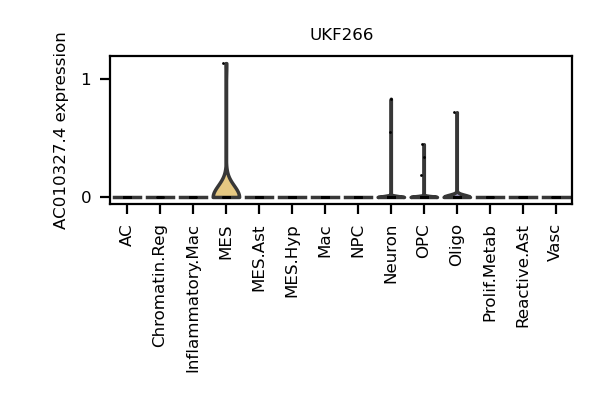 UKF266
AC010327.4 expression
1
0
AC
Chromatin.Reg
Inflammatory.Mac
MES
MES.Ast
MES.Hyp
Mac
NPC
Neuron
OPC
Oligo
Prolif.Metab
Reactive.Ast
Vasc